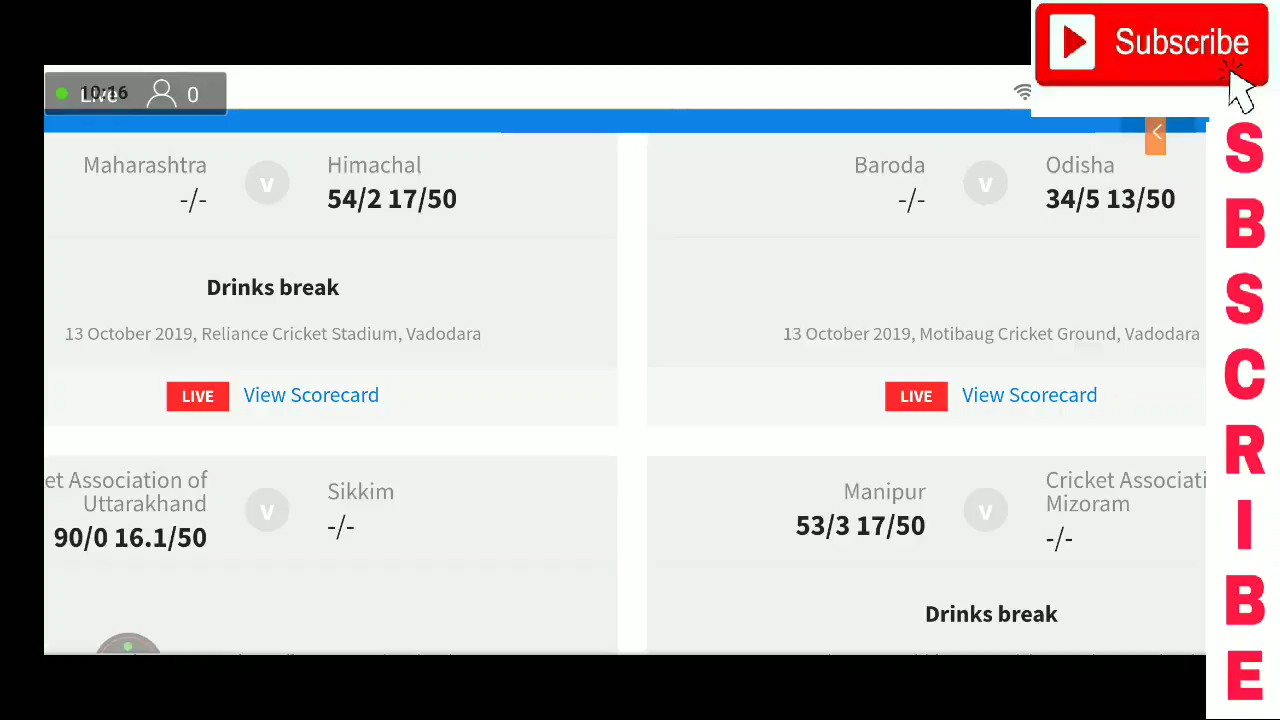 Subscribe
10:16
Live 0
Maharashtra v Himachal
-/- 54/2 17/50
Drinks break
13 October 2019, Reliance Cricket Stadium, Vadodara
LIVE View Scorecard
Baroda v Odisha
-/- 34/5 13/50
13 October 2019, Motibaug Cricket Ground, Vadodara
LIVE View Scorecard
et Association of
Uttarakhand v Sikkim
90/0 16.1/50 -/-
Manipur v Cricket Associati
Mizoram
53/3 17/50 -/-
Drinks break
S
B
S
C
R
I
B
E